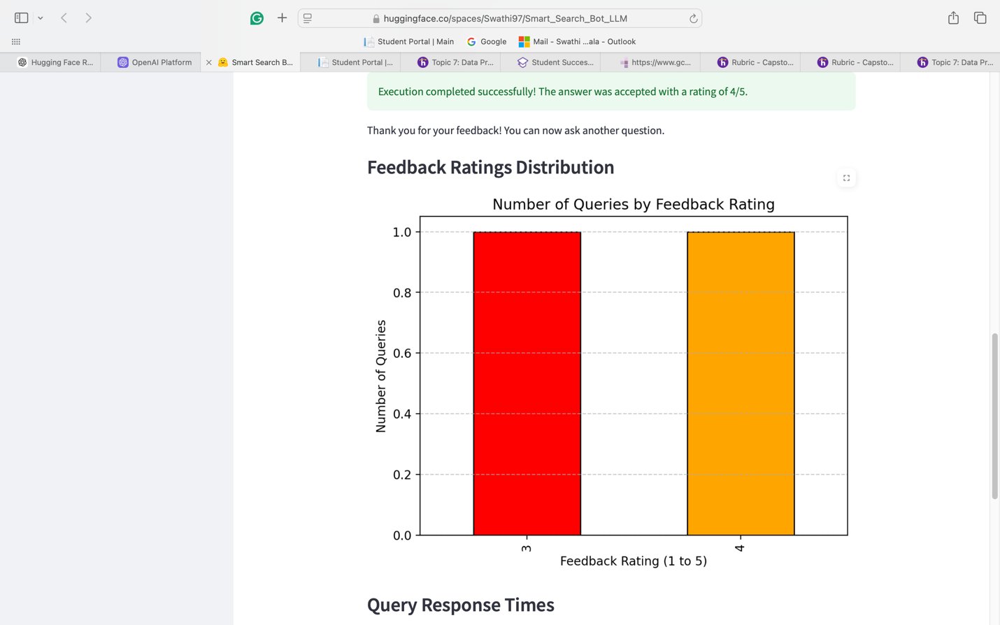 huggingface.co/spaces/Swathi97/Smart_Search_Bot_LLM
Student Portal | Main
Google
Mail - Swathi ...ala - Outlook
Hugging Face R...
OpenAI Platform
Smart Search B...
Student Portal |...
Topic 7: Data Pr...
Student Succes...
https://www.gc...
Rubric - Capsto...
Rubric - Capsto...
Topic 7: Data Pr...
Execution completed successfully! The answer was accepted with a rating of 4/5.
Thank you for your feedback! You can now ask another question.
Feedback Ratings Distribution
Number of Queries by Feedback Rating
1.0
0.8
0.6
0.4
0.2
0.0
Number of Queries
3
4
Feedback Rating (1 to 5)
Query Response Times